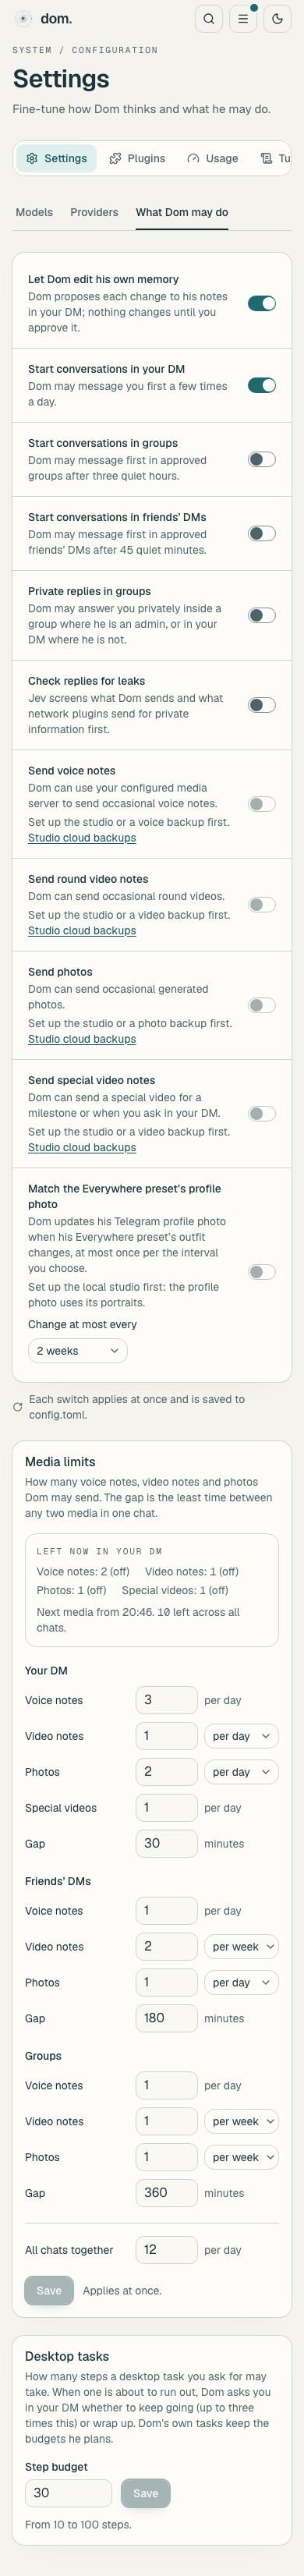 dom.
SYSTEM / CONFIGURATION
Settings
Fine-tune how Dom thinks and what he may do.
Settings Plugins Usage Tu
Models Providers What Dom may do
Let Dom edit his own memory
Dom proposes each change to his notes
in your DM; nothing changes until you
approve it.
Start conversations in your DM
Dom may message you first a few times
a day.
Start conversations in groups
Dom may message first in approved
groups after three quiet hours.
Start conversations in friends’ DMs
Dom may message first in approved
friends’ DMs after 45 quiet minutes.
Private replies in groups
Dom may answer you privately inside a
group where he is an admin, or in your
DM where he is not.
Check replies for leaks
Jev screens what Dom sends and what
network plugins send for private
information first.
Send voice notes
Dom can use your configured media
server to send occasional voice notes.
Set up the studio or a voice backup first.
Studio cloud backups
Send round video notes
Dom can send occasional round videos.
Set up the studio or a video backup first.
Studio cloud backups
Send photos
Dom can send occasional generated
photos.
Set up the studio or a photo backup first.
Studio cloud backups
Send special video notes
Dom can send a special video for a
milestone or when you ask in your DM.
Set up the studio or a video backup first.
Studio cloud backups
Match the Everywhere preset’s profile
photo
Dom updates his Telegram profile photo
when his Everywhere preset’s outfit
changes, at most once per the interval
you choose.
Set up the local studio first: the profile
photo uses its portraits.
Change at most every
2 weeks
Each switch applies at once and is saved to
config.toml.
Media limits
How many voice notes, video notes and photos
Dom may send. The gap is the least time between
any two media in one chat.
LEFT NOW IN YOUR DM
Voice notes: 2 (off) Video notes: 1 (off)
Photos: 1 (off) Special videos: 1 (off)
Next media from 20:46. 10 left across all
chats.
Your DM
Voice notes 3 per day
Video notes 1 per day
Photos 2 per day
Special videos 1 per day
Gap 30 minutes
Friends’ DMs
Voice notes 1 per day
Video notes 2 per week
Photos 1 per day
Gap 180 minutes
Groups
Voice notes 1 per day
Video notes 1 per week
Photos 1 per week
Gap 360 minutes
All chats together 12 per day
Save Applies at once.
Desktop tasks
How many steps a desktop task you ask for may
take. When one is about to run out, Dom asks you
in your DM whether to keep going (up to three
times this) or wrap up. Dom’s own tasks keep the
budgets he plans.
Step budget
30 Save
From 10 to 100 steps.